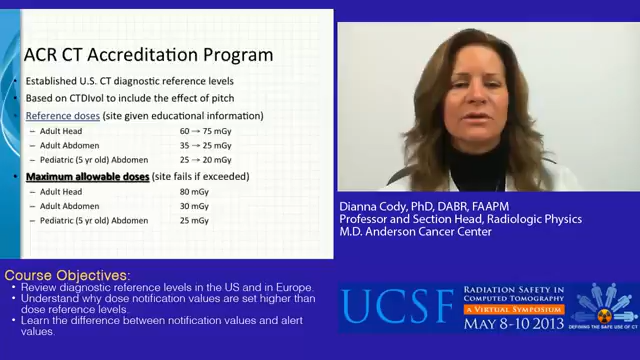 ACR CT Accreditation Program
• Established U.S. CT diagnostic reference levels
• Based on CTDIvol to include the effect of pitch
• Reference doses (site given educational information)
– Adult Head 60 → 75 mGy
– Adult Abdomen 35 → 25 mGy
– Pediatric (5 yr old) Abdomen 25 → 20 mGy
• Maximum allowable doses (site fails if exceeded)
– Adult Head 80 mGy
– Adult Abdomen 30 mGy
– Pediatric (5 yr old) Abdomen 25 mGy
Dianna Cody, PhD, DABR, FAAPM
Professor and Section Head, Radiologic Physics
M.D. Anderson Cancer Center
Course Objectives:
• Review diagnostic reference levels in the US and in Europe.
• Understand why dose notification values are set higher than
dose reference levels.
• Learn the difference between notification values and alert
values.
UCSF
RADIATION SAFETY IN
COMPUTED TOMOGRAPHY
A VIRTUAL SYMPOSIUM
MAY 8-10 2013
DEFINING THE SAFE USE OF CT